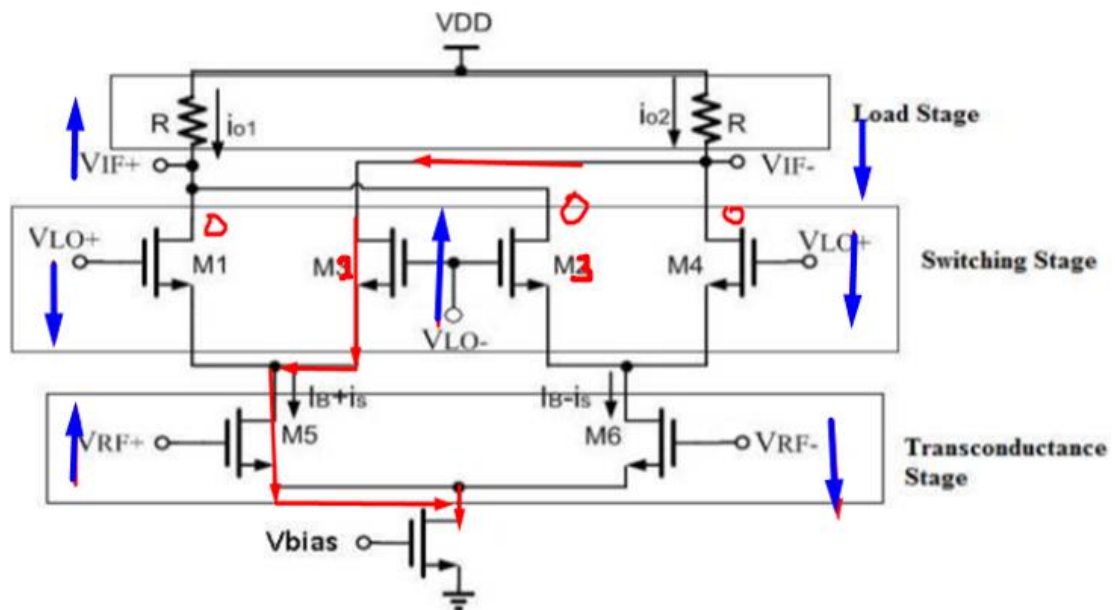 VDD
R
io1
io2
R
Load Stage
VIF+
VIF-
VLO+
M1
M3
M2
M4
VLO+
Switching Stage
VLO-
IB+is
IB-is
VRF+
M5
M6
VRF-
Transconductance
Stage
Vbias